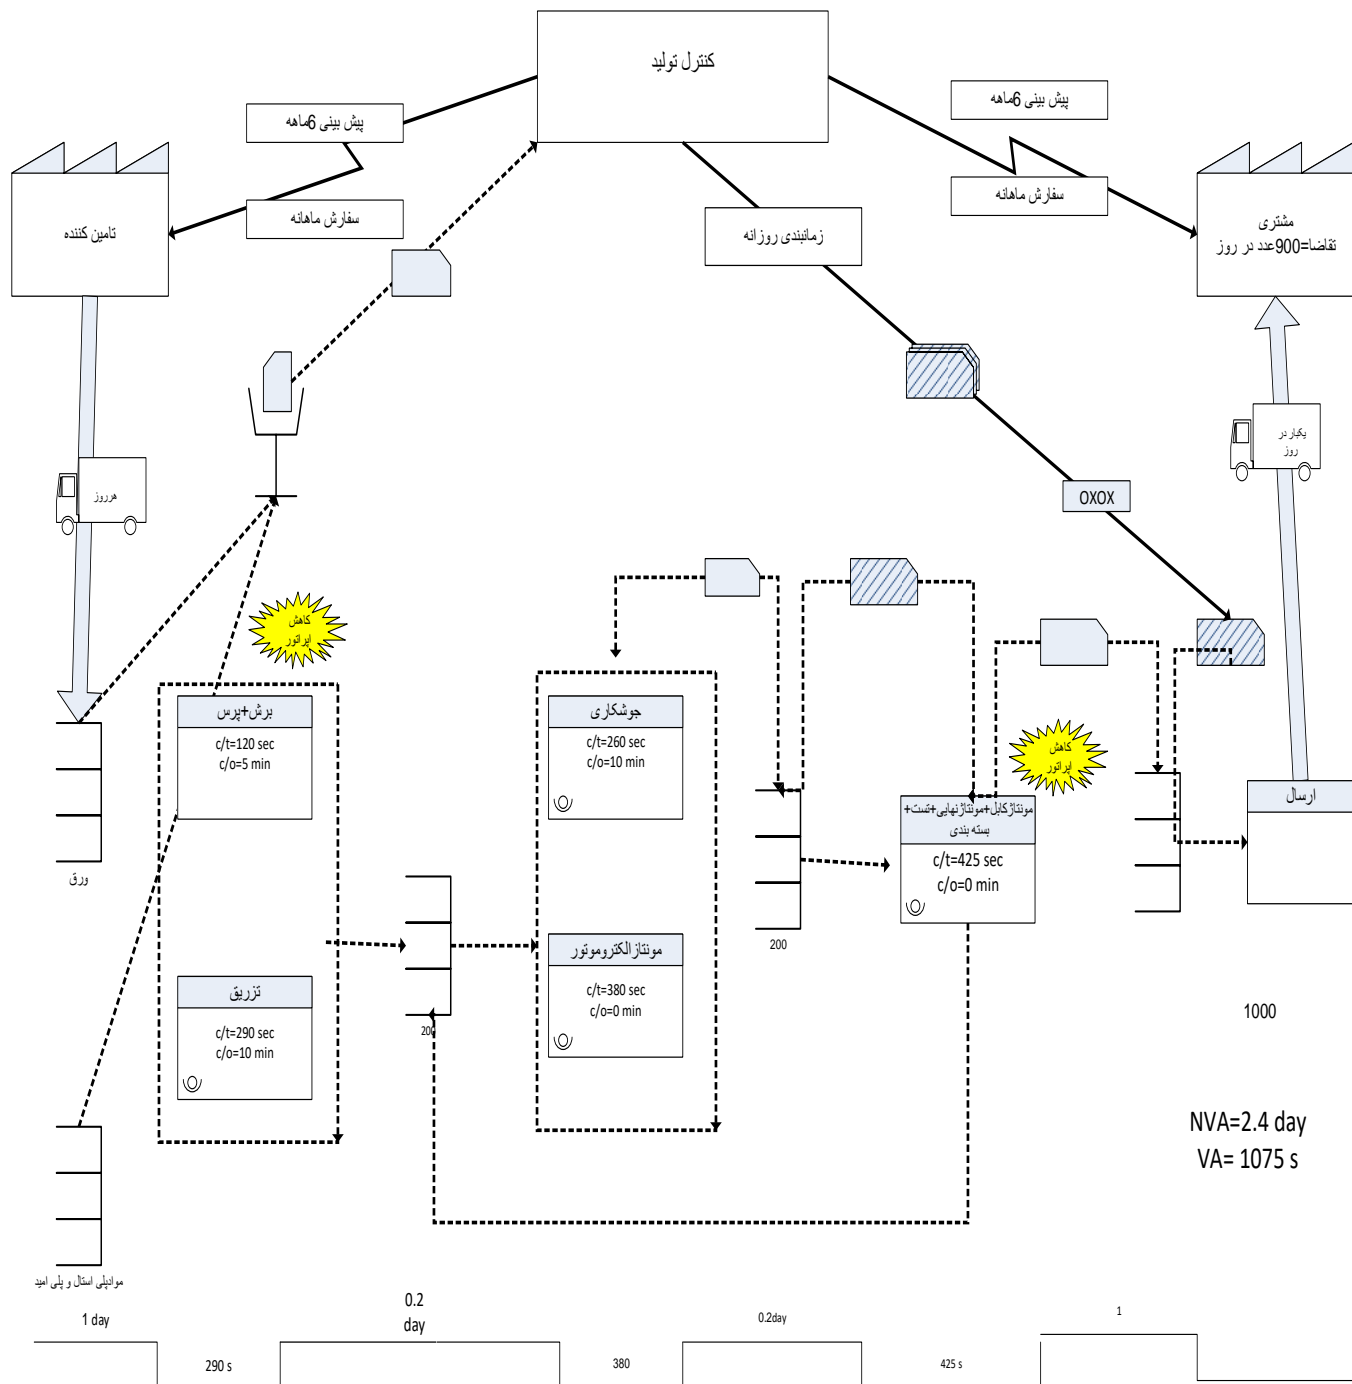 کنترل تولید
پیش بینی 6ماهه
پیش بینی 6ماهه
سفارش ماهانه
سفارش ماهانه
تامین کننده
زمانبندی روزانه
مشتری
تقاضا=900عدد در روز
یکبار در
روز
هرروز
OXOX
کاهش
اپراتور
برش+پرس
c/t=120 sec
c/o=5 min
جوشکاری
c/t=260 sec
c/o=10 min
کاهش
اپراتور
مونتاژکابل+مونتاژنهایی+تست+
بسته بندی
c/t=425 sec
c/o=0 min
ارسال
ورق
200
مونتازالکتروموتور
c/t=380 sec
c/o=0 min
تزریق
c/t=290 sec
c/o=10 min
200
1000
NVA=2.4 day
VA= 1075 s
موادپلی استال و پلی امید
1 day
0.2
day
0.2day
1
290 s
380
425 s